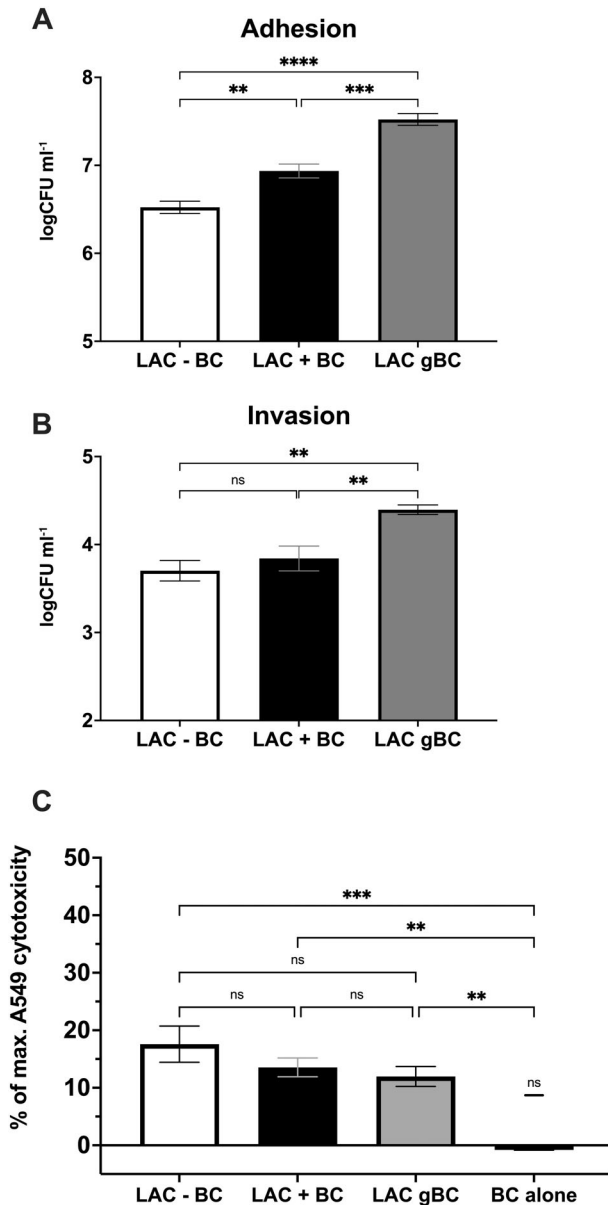 A
Adhesion
logCFU ml⁻¹
8
7
6
5
****
** ***
LAC - BC LAC + BC LAC gBC
B
Invasion
logCFU ml⁻¹
5
4
3
2
**
ns **
LAC - BC LAC + BC LAC gBC
C
% of max. A549 cytotoxicity
50
40
30
20
10
0
***
**
ns
ns ns **
ns
LAC - BC LAC + BC LAC gBC BC alone